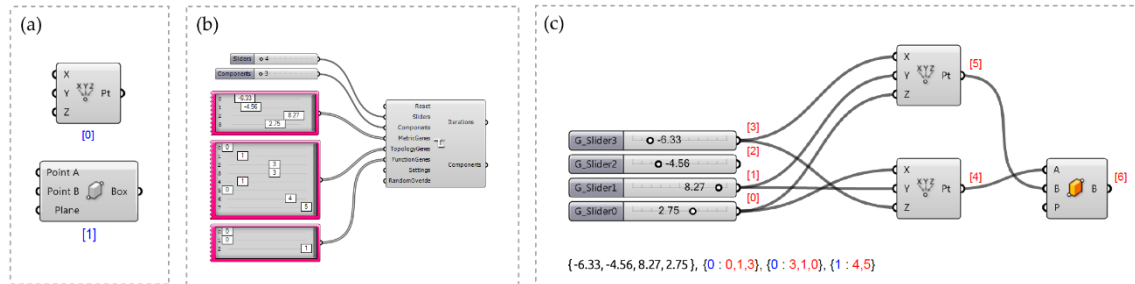 (a)
X
Y
Z
X Y Z
Pt
[0]
Point A
Point B
Plane
Box
[1]
(b)
Sliders 4
Components 3
0 -6.33
1 -4.56
2 8.27
3 2.75
0
1
3
3
1
0
4
5
0
0
1
Reset
Sliders
Components
MetricGenes
TopologyGenes
FunctionGenes
Settings
Iterations
Components
(c)
G_Slider3 -6.33
G_Slider2 -4.56
G_Slider1 8.27
G_Slider0 2.75
[3]
[2]
[1]
[0]
X
Y
Z
X Y Z
Pt
[5]
X
Y
Z
X Y Z
Pt
[4]
A
B
P
B
[6]
{-6.33, -4.56, 8.27, 2.75}, {0 : 0,1,3}, {0 : 3,1,0}, {1 : 4,5}